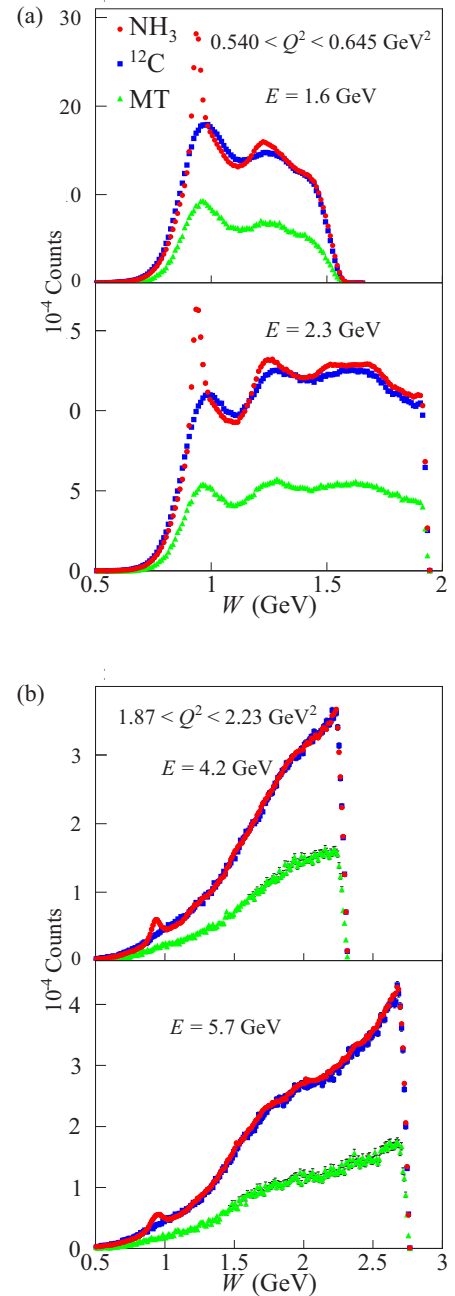 (a)
30
NH₃
¹²C
MT
0.540 < Q² < 0.645 GeV²
E = 1.6 GeV
20
0
0
10⁻⁴ Counts
E = 2.3 GeV
5
0
5
0
0.5 1 1.5 2
W (GeV)
(b)
1.87 < Q² < 2.23 GeV²
E = 4.2 GeV
3
2
1
0
10⁻⁴ Counts
E = 5.7 GeV
4
3
2
1
0
0.5 1 1.5 2 2.5 3
W (GeV)